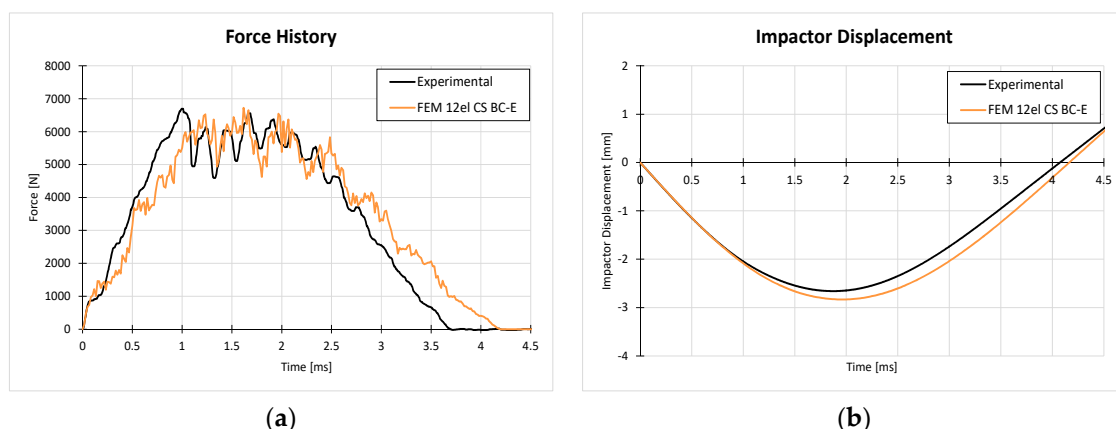 Force History
8000
7000
6000
5000
4000
3000
2000
1000
0
Force [N]
0 0.5 1 1.5 2 2.5 3 3.5 4 4.5
Time [ms]
Experimental
FEM 12el CS BC-E
(a)
Impactor Displacement
2
1
0
-1
-2
-3
-4
Impactor Displacement [mm]
0 0.5 1 1.5 2 2.5 3 3.5 4 4.5
Time [ms]
Experimental
FEM 12el CS BC-E
(b)